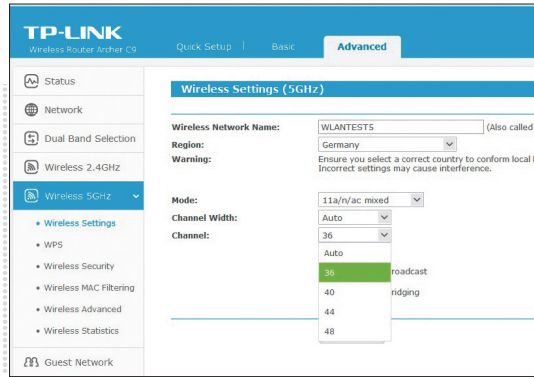 TP-LINK
Wireless Router Archer C9
Quick Setup
Basic
Advanced
Status
Network
Dual Band Selection
Wireless 2.4GHz
Wireless 5GHz
Wireless Settings
WPS
Wireless Security
Wireless MAC Filtering
Wireless Advanced
Wireless Statistics
Guest Network
Wireless Settings (5GHz)
Wireless Network Name: WLANTEST5 (Also called
Region: Germany
Warning: Ensure you select a correct country to conform local
Incorrect settings may cause interference.
Mode: 11a/n/ac mixed
Channel Width: Auto
Channel: 36
Auto
36 roadcast
40 ridging
44
48